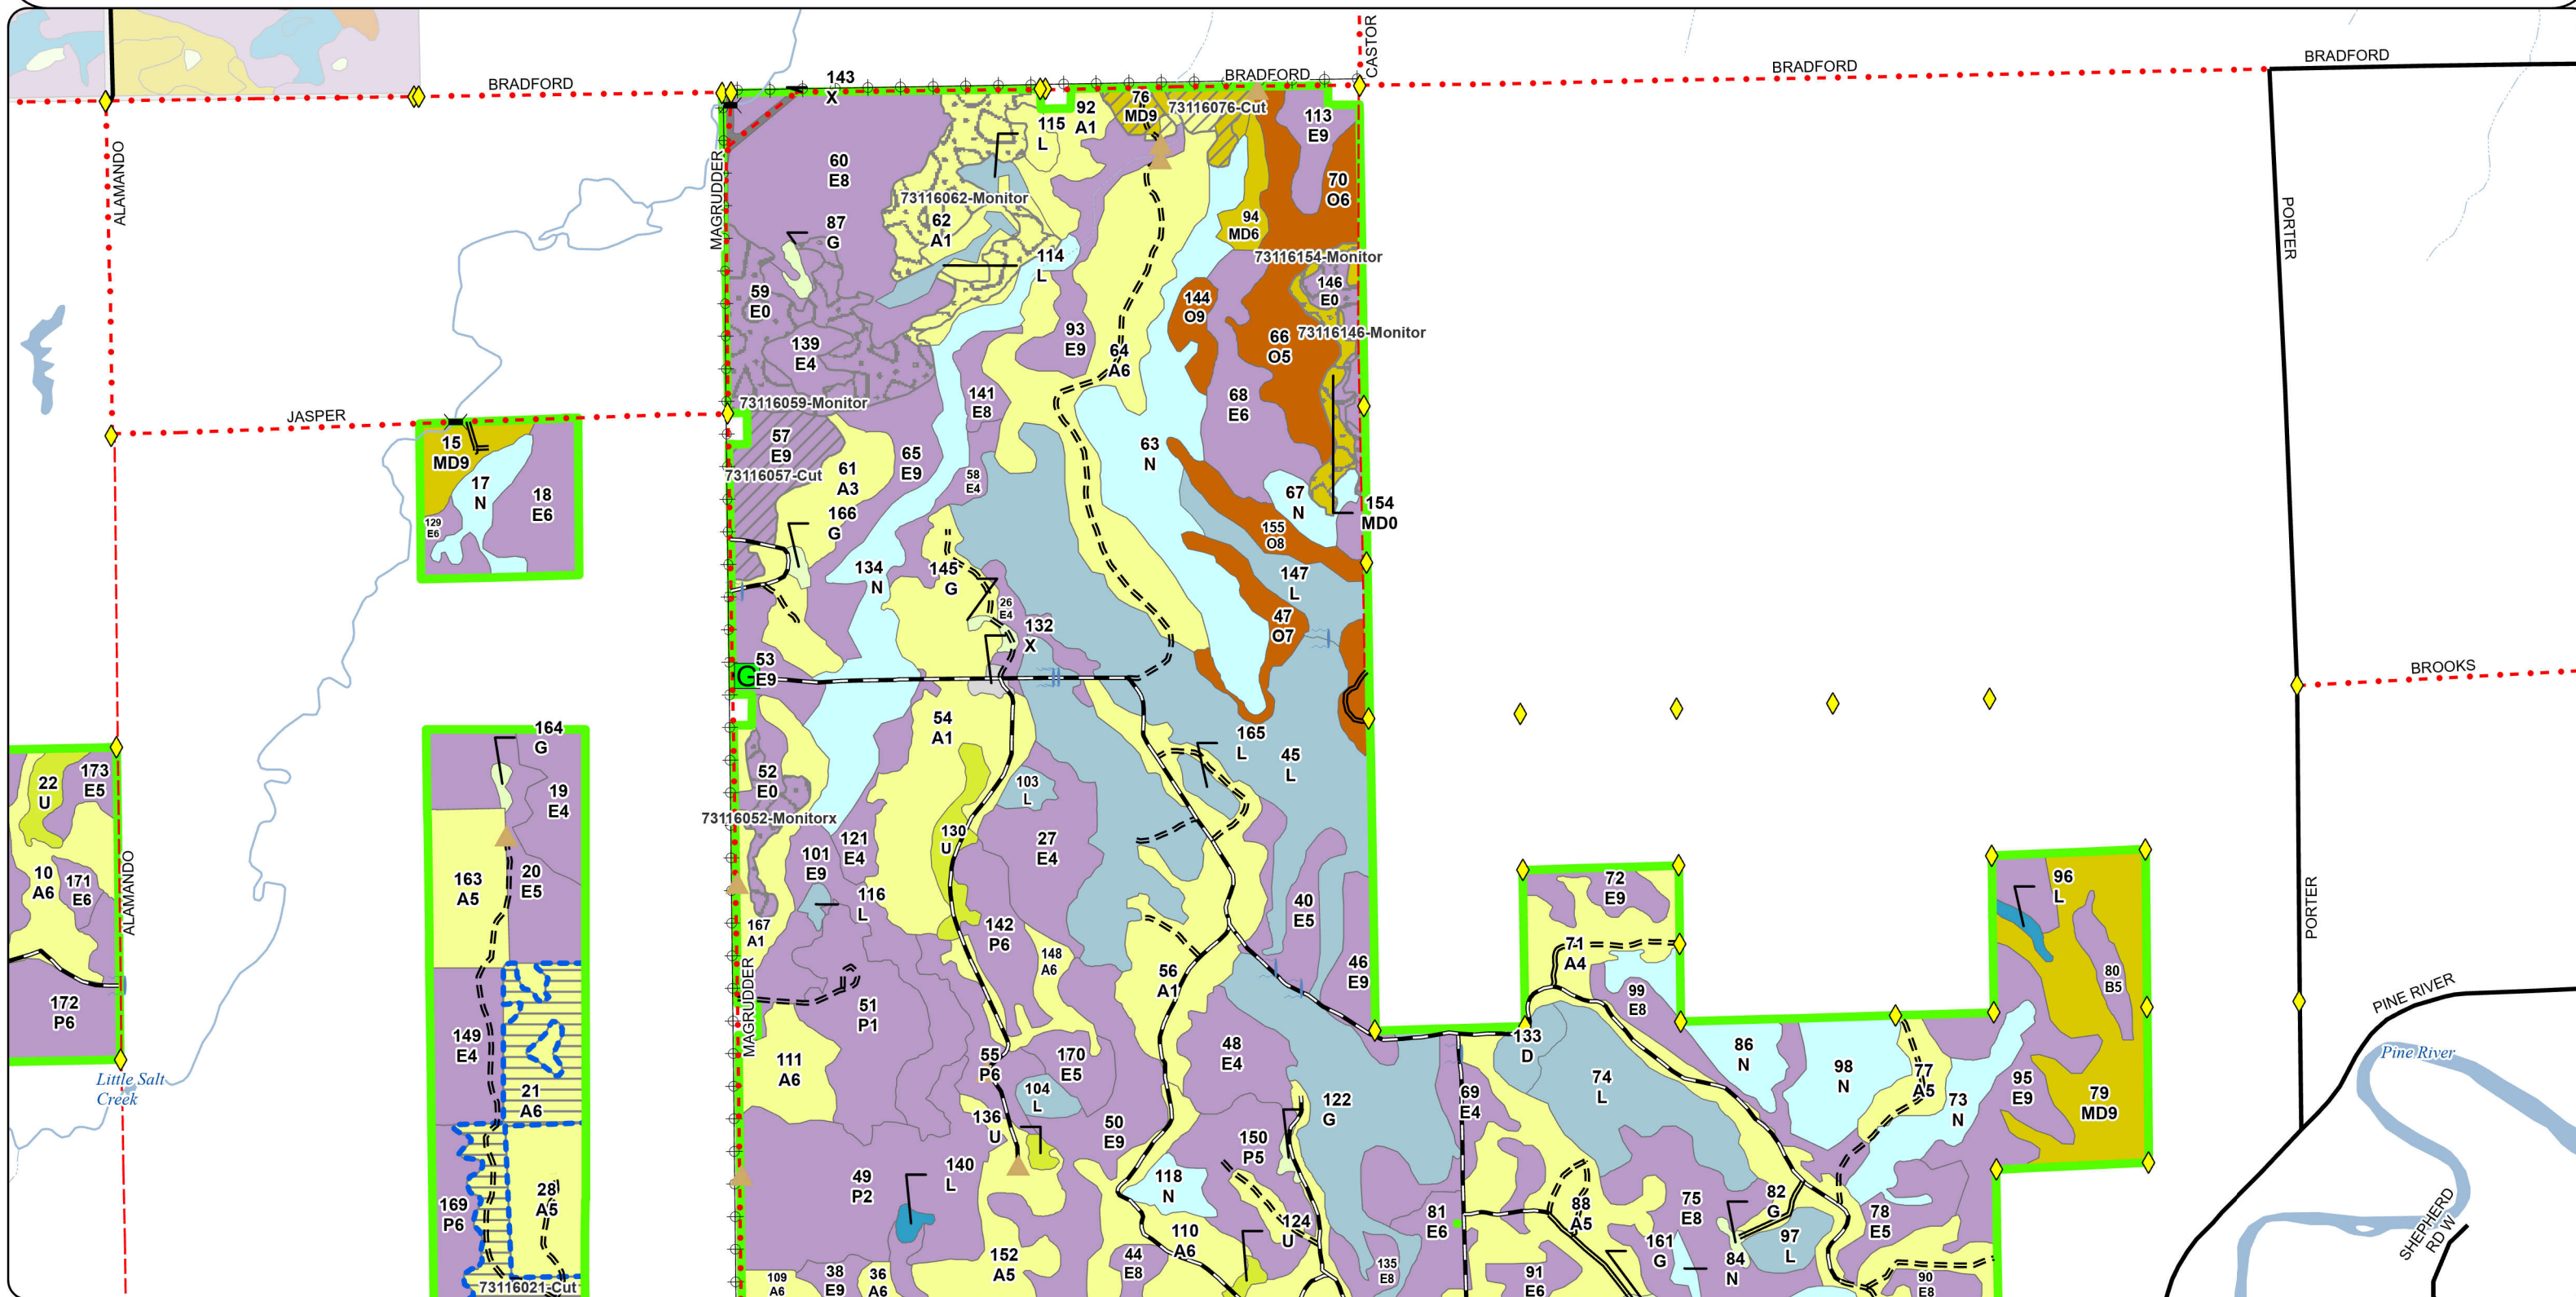 BRADFORD
143
X
BRADFORD
CASTOR
BRADFORD
BRADFORD
ALAMANDO
MAGRUDDER
115
L
92
A1
76
MD9
73116076-Cut
113
E9
60
E8
70
O6
73116062-Monitor
62
A1
87
G
94
MD6
PORTER
114
L
73116154-Monitor
146
E0
59
E0
144
O9
93
E9
73116146-Monitor
66
O5
139
E4
64
A6
141
E8
68
E6
73116059-Monitor
JASPER
15
MD9
57
E9
63
N
65
E9
61
A3
73116057-Cut
58
E4
17
N
18
E6
67
N
154
MD0
166
G
129
E6
155
O8
134
N
145
G
147
L
26
E4
47
O7
132
X
G
53
E9
BROOKS
54
A1
165
L
45
L
164
G
22
U
173
E5
52
E0
103
L
19
E4
73116052-Monitorx
130
U
27
E4
121
E4
101
E9
116
L
ALAMANDO
10
A6
171
E6
163
A5
20
E5
72
E9
96
L
40
E5
PORTER
167
A1
142
P6
148
A6
71
A4
46
E9
56
A1
80
B5
172
P6
MAGRUDDER
51
P1
99
E8
PINE RIVER
149
E4
111
A6
55
P6
170
E5
48
E4
133
D
86
N
98
N
77
A5
Pine River
Little Salt
Creek
21
A6
104
L
74
L
69
E4
122
G
73
N
95
E9
79
MD9
136
U
50
E9
150
P5
49
P2
140
L
118
N
28
A5
169
P6
88
A5
75
E8
82
G
81
E6
124
U
110
A6
78
E5
SHEPHERD
RD W
161
G
97
L
84
N
152
A5
44
E8
135
E8
91
E6
90
E8
109
A6
38
E9
36
A6
73116021-Cut